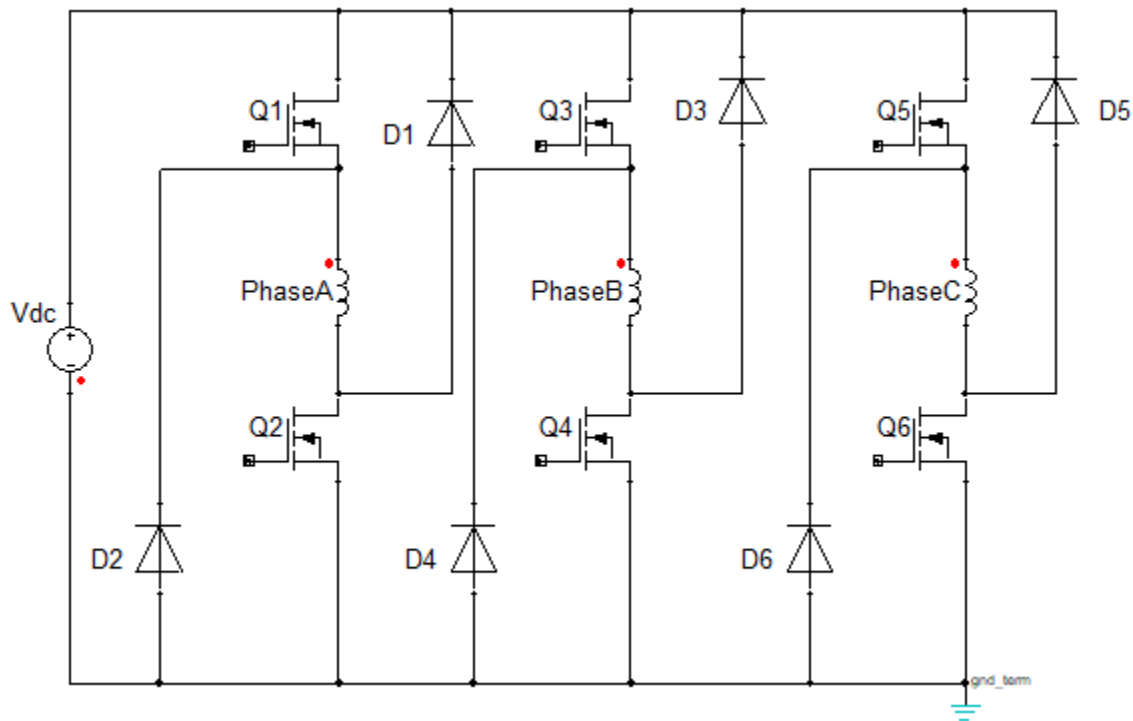 Q1
D1
Q3
D3
Q5
D5
PhaseA
PhaseB
PhaseC
Vdc
+
-
Q2
Q4
Q6
D2
D4
D6
gnd_term